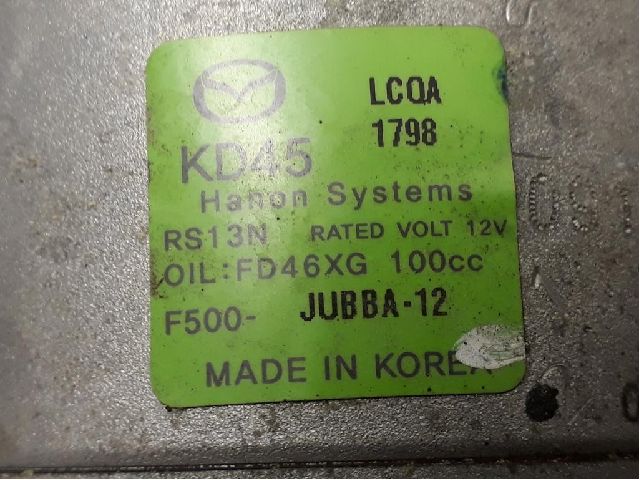 LCQA
1798
KD45
Hanon Systems
RS13N RATED VOLT 12V
OIL:FD46XG 100cc
F500- JUBBA-12
MADE IN KOREA